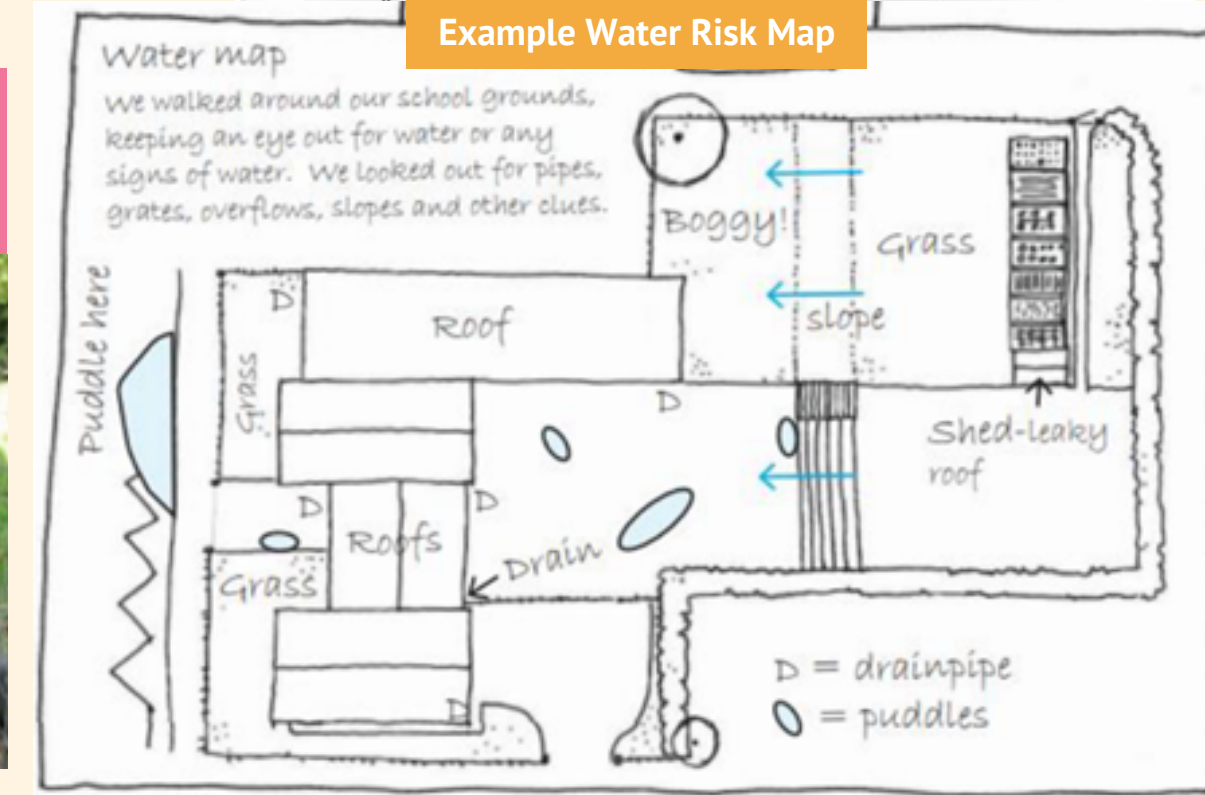 Example Water Risk Map
Water map
We walked around our school grounds,
keeping an eye out for water or any
signs of water. We looked out for pipes,
grates, overflows, slopes and other clues.
Boggy!
Grass
slope
Puddle here
D
Roof
Grass
D
Shed-leaky
roof
D
D
Roofs
Drain
Grass
D = drainpipe
= puddles
D